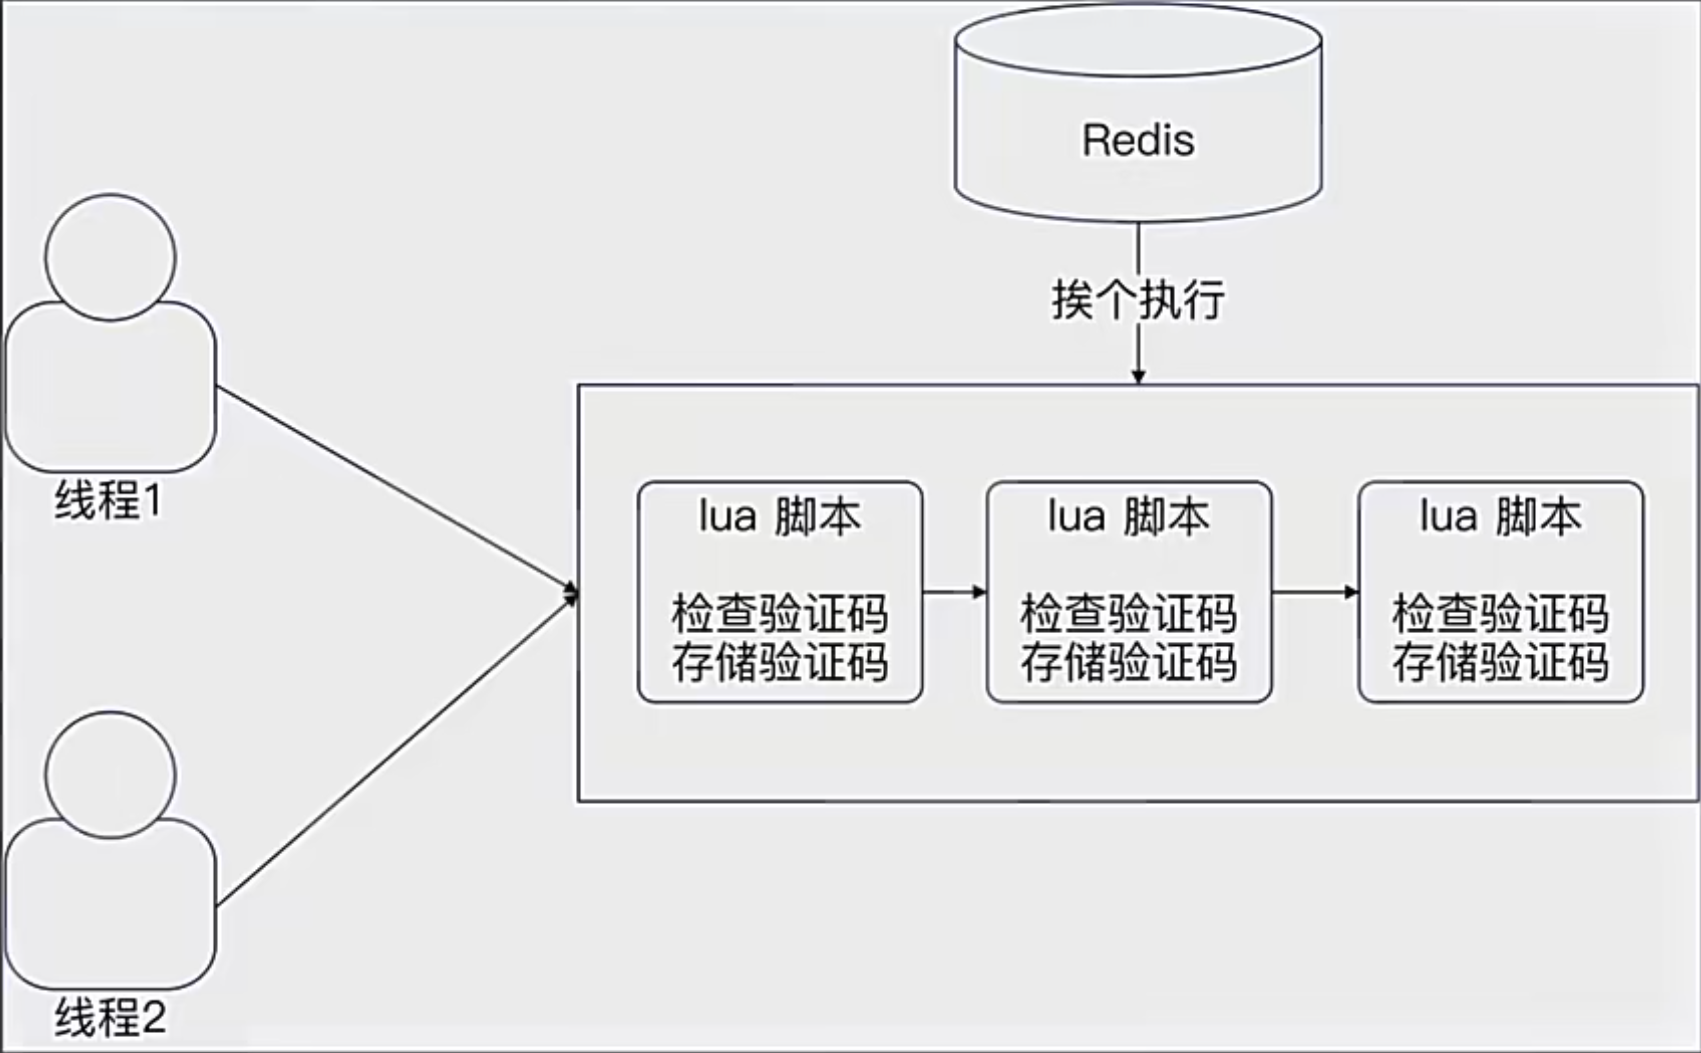 Redis
挨个执行
线程1
lua 脚本
检查验证码
存储验证码
lua 脚本
检查验证码
存储验证码
lua 脚本
检查验证码
存储验证码
线程2